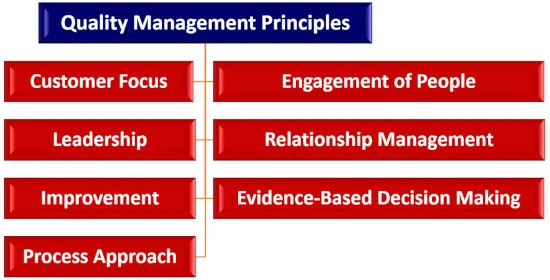 Quality Management Principles
Customer Focus
Engagement of People
Leadership
Relationship Management
Improvement
Evidence-Based Decision Making
Process Approach